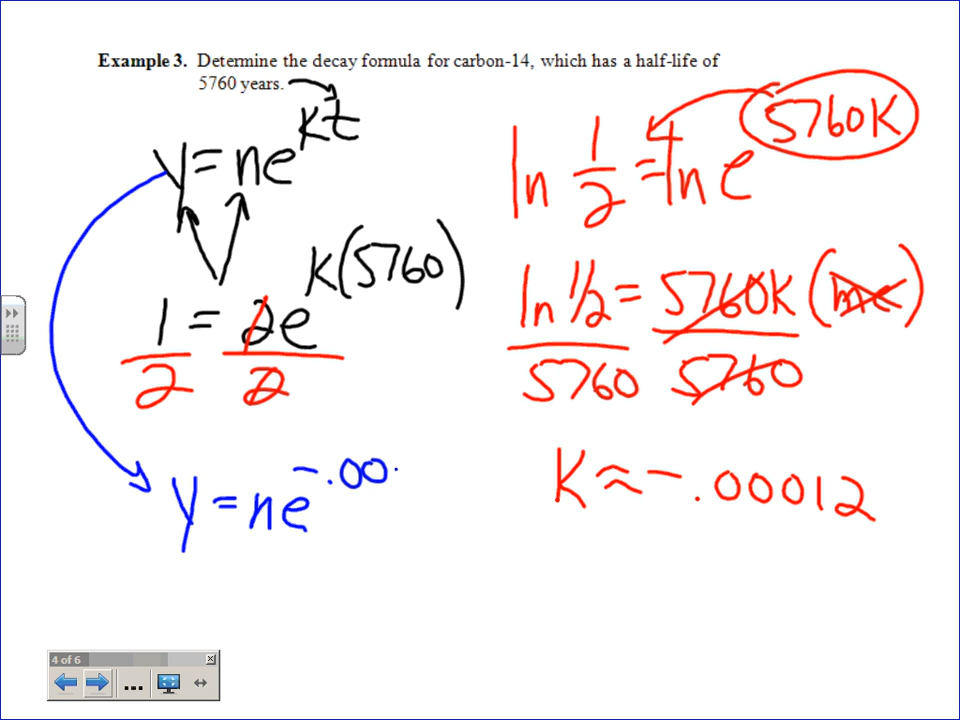 Example 3. Determine the decay formula for carbon-14, which has a half-life of
5760 years.
y = ne^kt
1 = 2e^K(5760)
2 2
y = ne^-.00.
ln 1/2 = ln e^5760K
ln 1/2 = 5760K (ln e)
5760 5760
K ≈ -.00012
4 of 6